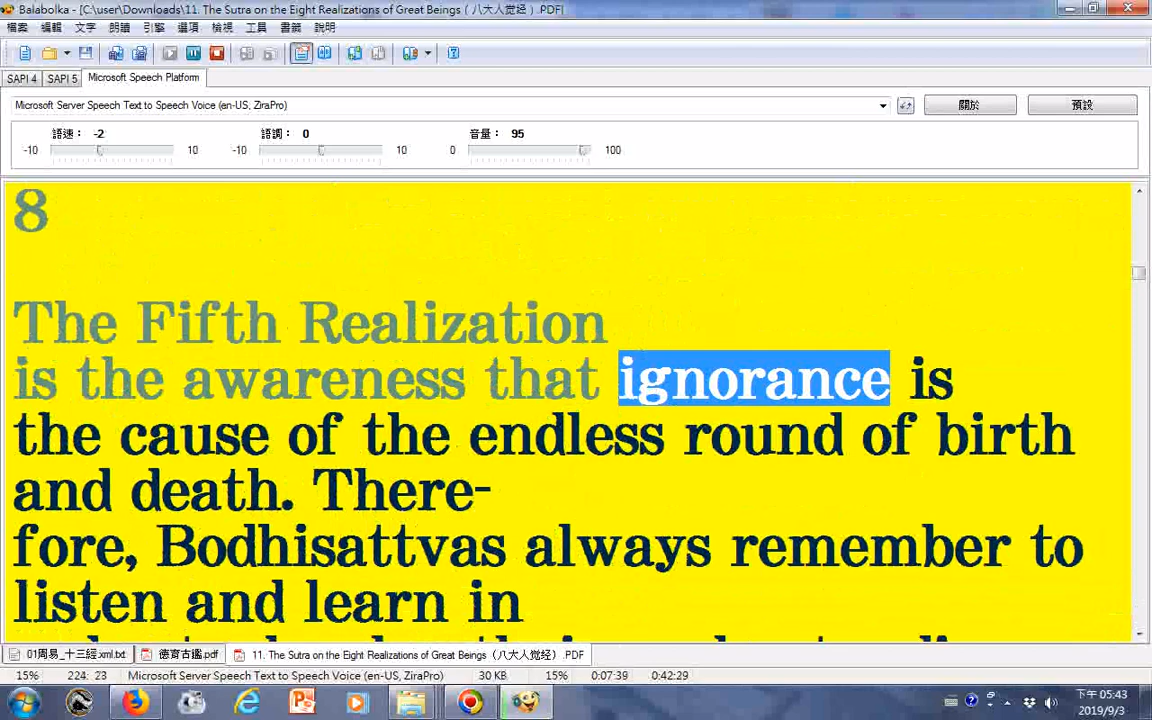 Balabolka - [C:\user\Downloads\11. The Sutra on the Eight Realizations of Great Beings (八大人觉经) .PDF]
檔案 編輯 文字 朗讀 引擎 選項 檢視 工具 書籤 說明
SAPI 4 SAPI 5 Microsoft Speech Platform
Microsoft Server Speech Text to Speech Voice (en-US, ZiraPro) 關於 預設
語速： -2 語調： 0 音量： 95
-10 10 -10 10 0 100
8
The Fifth Realization
is the awareness that ignorance is
the cause of the endless round of birth
and death. There-
fore, Bodhisattvas always remember to
listen and learn in
01周易_十三經.xml.txt 德育古鑑.pdf 11. The Sutra on the Eight Realizations of Great Beings (八大人觉经) .PDF
15% 224: 23 Microsoft Server Speech Text to Speech Voice (en-US, ZiraPro) 30 KB 15% 0:07:39 0:42:29
下午 05:43
2019/9/3